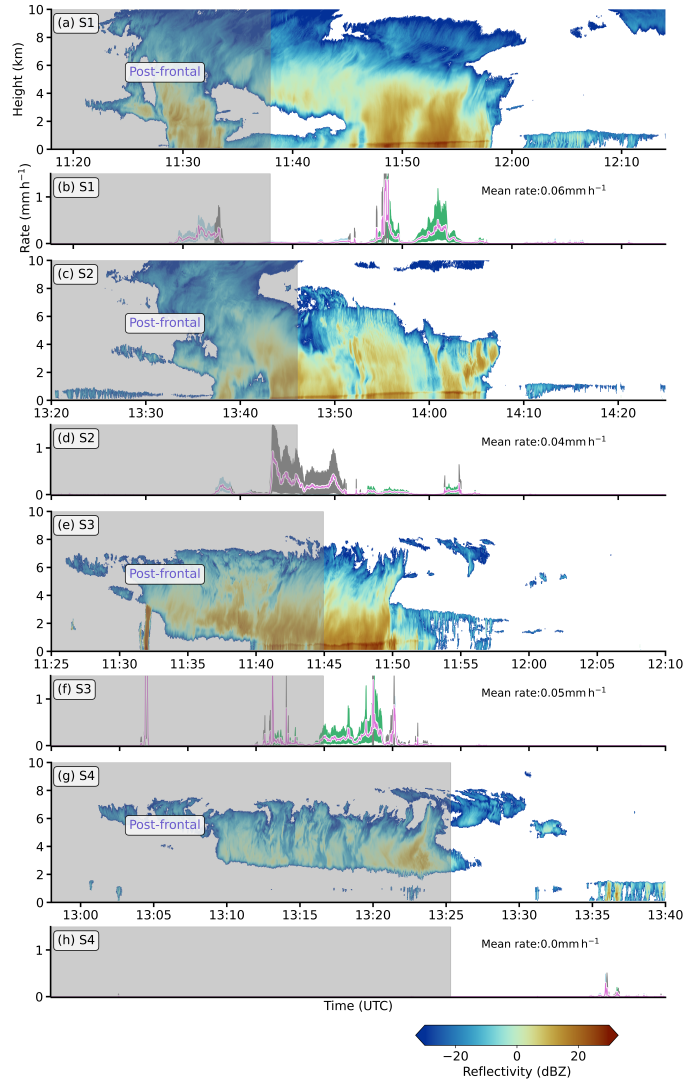 10
(a) S1
8
Height (km)
6
Post-frontal
4
2
0
11:20 11:30 11:40 11:50 12:00 12:10
Rate (mm h⁻¹)
(b) S1
Mean rate:0.06mm h⁻¹
1
0
10
(c) S2
8
6
Post-frontal
4
2
0
13:20 13:30 13:40 13:50 14:00 14:10 14:20
(d) S2
Mean rate:0.04mm h⁻¹
1
0
10
(e) S3
8
6
Post-frontal
4
2
0
11:25 11:30 11:35 11:40 11:45 11:50 11:55 12:00 12:05 12:10
(f) S3
Mean rate:0.05mm h⁻¹
1
0
10
(g) S4
8
6
Post-frontal
4
2
0
13:00 13:05 13:10 13:15 13:20 13:25 13:30 13:35 13:40
(h) S4
Mean rate:0.0mm h⁻¹
1
0
Time (UTC)
−20 0 20
Reflectivity (dBZ)